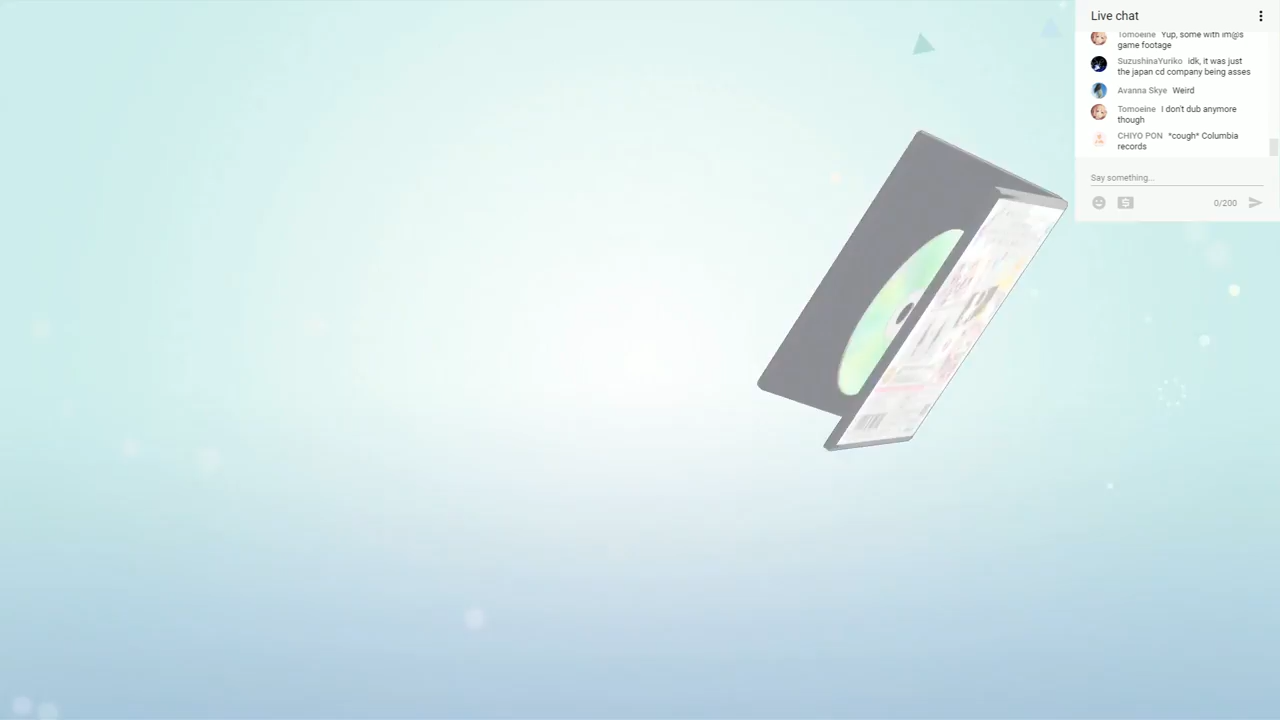 Live chat
Tomoeine Yup, some with im@s
game footage
SuzushinaYuriko idk, it was just
the japan cd company being asses
Avanna Skye Weird
Tomoeine I don't dub anymore
though
CHIYO PON *cough* Columbia
records
Say something...
0/200